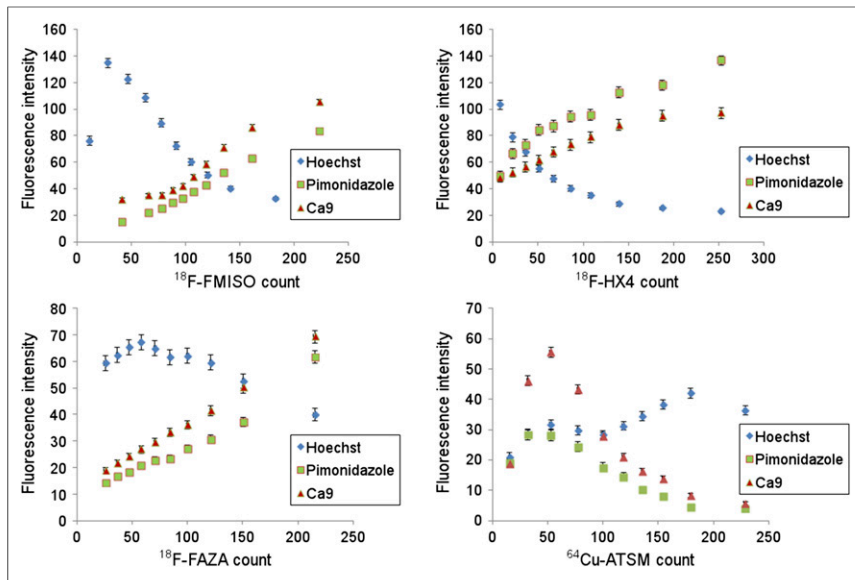 Fluorescence intensity
160
140
120
100
80
60
40
20
0
0 50 100 150 200 250
¹⁸F-FMISO count
Hoechst
Pimonidazole
Ca9
Fluorescence intensity
160
140
120
100
80
60
40
20
0
0 50 100 150 200 250 300
¹⁸F-HX4 count
Hoechst
Pimonidazole
Ca9
Fluorescence intensity
80
70
60
50
40
30
20
10
0
0 50 100 150 200 250
¹⁸F-FAZA count
Hoechst
Pimonidazole
Ca9
Fluorescence intensity
70
60
50
40
30
20
10
0
0 50 100 150 200 250
⁶⁴Cu-ATSM count
Hoechst
Pimonidazole
Ca9